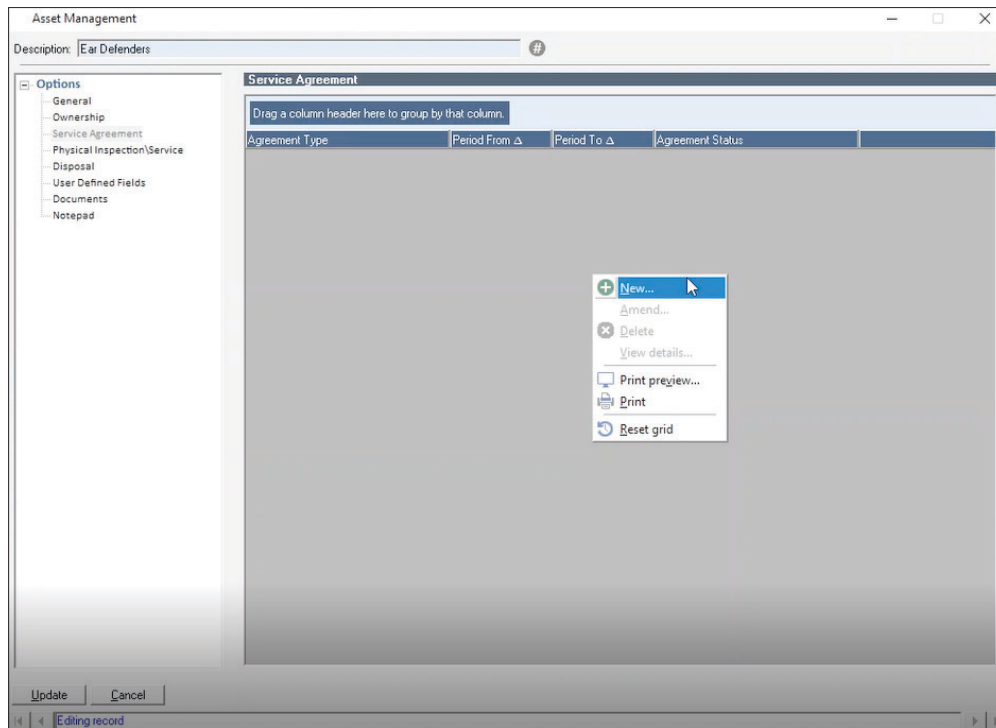 Asset Management
Description: Ear Defenders #
Options
General
Ownership
Service Agreement
Physical Inspection\Service
Disposal
User Defined Fields
Documents
Notepad
Service Agreement
Drag a column header here to group by that column.
Agreement Type Period From Δ Period To Δ Agreement Status
New...
Amend...
Delete
View details...
Print preview...
Print
Reset grid
Update Cancel
Editing record